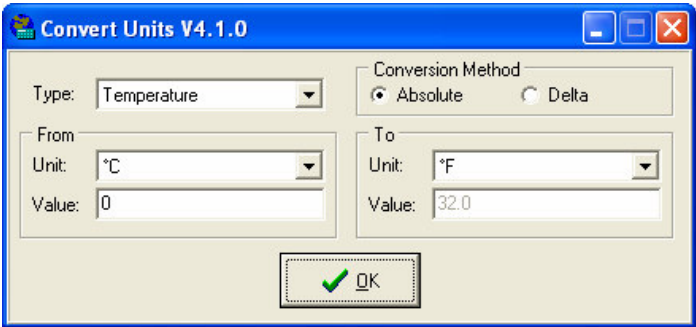 Convert Units V4.1.0
Type: Temperature
Conversion Method
Absolute Delta
From
Unit: °C
Value: 0
To
Unit: °F
Value: 32.0
OK